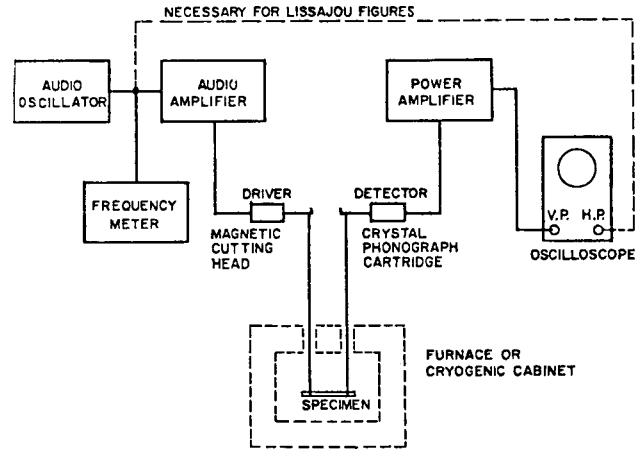 NECESSARY FOR LISSAJOU FIGURES
AUDIO
OSCILLATOR
AUDIO
AMPLIFIER
POWER
AMPLIFIER
FREQUENCY
METER
DRIVER
MAGNETIC
CUTTING
HEAD
DETECTOR
CRYSTAL
PHONOGRAPH
CARTRIDGE
V.P. H.P.
OSCILLOSCOPE
FURNACE OR
CRYOGENIC CABINET
SPECIMEN